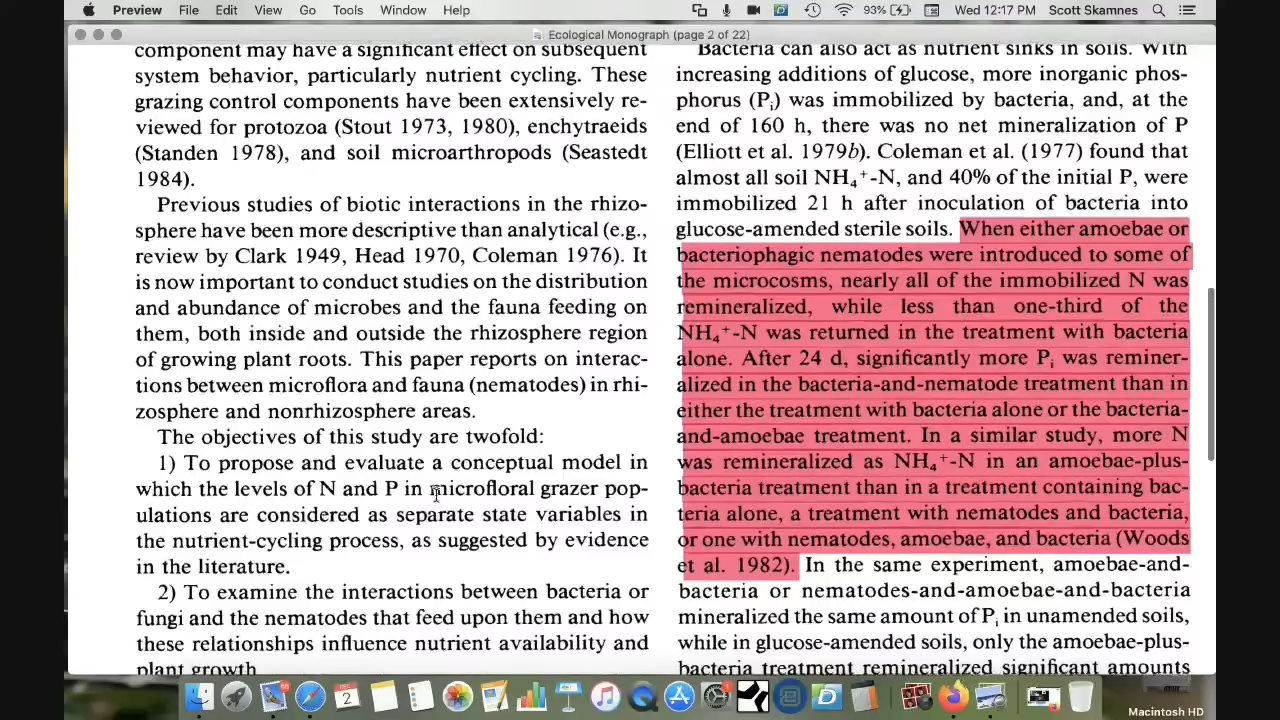 Preview File Edit View Go Tools Window Help 93% Wed 12:17 PM Scott Skamnes
Ecological Monograph (page 2 of 22)
component may have a significant effect on subsequent
system behavior, particularly nutrient cycling. These
grazing control components have been extensively re-
viewed for protozoa (Stout 1973, 1980), enchytraeids
(Standen 1978), and soil microarthropods (Seastedt
1984).
Previous studies of biotic interactions in the rhizo-
sphere have been more descriptive than analytical (e.g.,
review by Clark 1949, Head 1970, Coleman 1976). It
is now important to conduct studies on the distribution
and abundance of microbes and the fauna feeding on
them, both inside and outside the rhizosphere region
of growing plant roots. This paper reports on interac-
tions between microflora and fauna (nematodes) in rhi-
zosphere and nonrhizosphere areas.
The objectives of this study are twofold:
1) To propose and evaluate a conceptual model in
which the levels of N and P in microfloral grazer pop-
ulations are considered as separate state variables in
the nutrient-cycling process, as suggested by evidence
in the literature.
2) To examine the interactions between bacteria or
fungi and the nematodes that feed upon them and how
these relationships influence nutrient availability and
plant growth
Bacteria can also act as nutrient sinks in soils. With
increasing additions of glucose, more inorganic phos-
phorus (Pi) was immobilized by bacteria, and, at the
end of 160 h, there was no net mineralization of P
(Elliott et al. 1979b). Coleman et al. (1977) found that
almost all soil NH4+-N, and 40% of the initial P, were
immobilized 21 h after inoculation of bacteria into
glucose-amended sterile soils. When either amoebae or
bacteriophagic nematodes were introduced to some of
the microcosms, nearly all of the immobilized N was
remineralized, while less than one-third of the
NH4+-N was returned in the treatment with bacteria
alone. After 24 d, significantly more Pi was reminer-
alized in the bacteria-and-nematode treatment than in
either the treatment with bacteria alone or the bacteria-
and-amoebae treatment. In a similar study, more N
was remineralized as NH4+-N in an amoebae-plus-
bacteria treatment than in a treatment containing bac-
teria alone, a treatment with nematodes and bacteria,
or one with nematodes, amoebae, and bacteria (Woods
et al. 1982). In the same experiment, amoebae-and-
bacteria or nematodes-and-amoebae-and-bacteria
mineralized the same amount of Pi in unamended soils,
while in glucose-amended soils, only the amoebae-plus-
bacteria treatment remineralized significant amounts
DEC
2
Macintosh HD